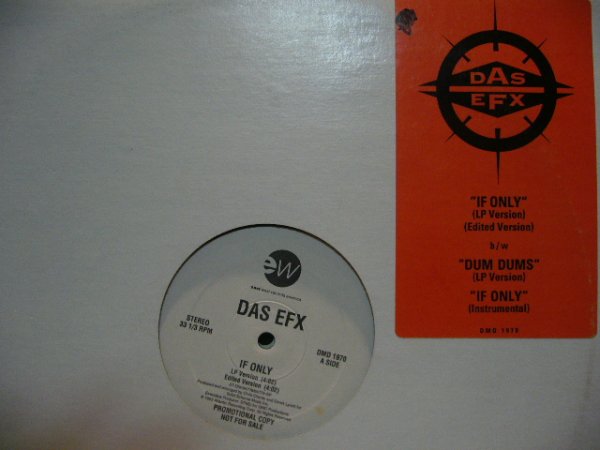 DAS
EFX
"IF ONLY"
(LP Version)
(Edited Version)
b/w
"DUM DUMS"
(LP Version)
"IF ONLY"
(Instrumental)
DMD 1970
ew
DAS EFX
STEREO
33 1/3 RPM
DMD 1970
A SIDE
IF ONLY
LP Version (4:02)
Edited Version (4:02)
PROMOTIONAL COPY
NOT FOR SALE